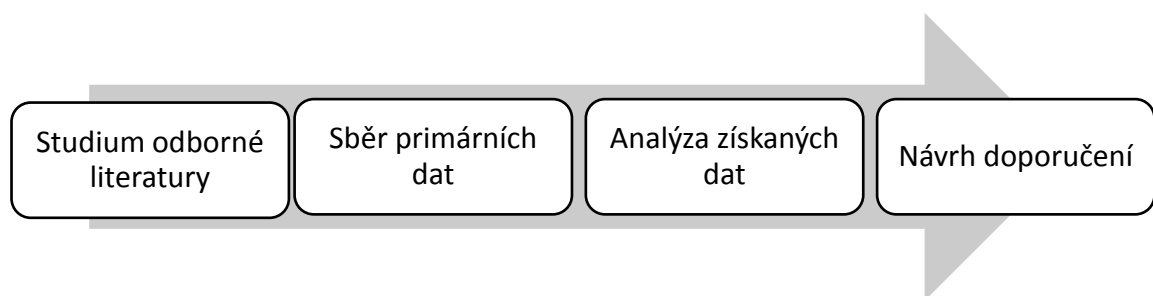 Studium odborné
literatury
Sběr primárních
dat
Analýza získaných
dat
Návrh doporučení